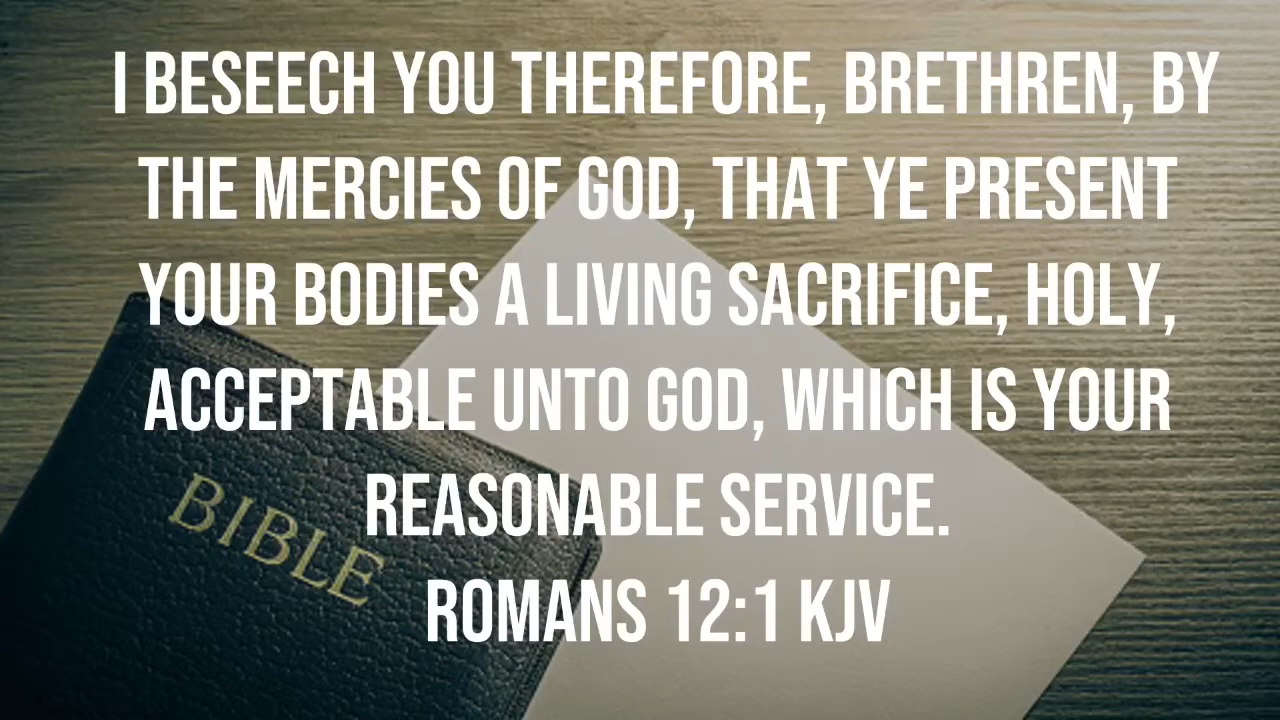 I BESEECH YOU THEREFORE, BRETHREN, BY
THE MERCIES OF GOD, THAT YE PRESENT
YOUR BODIES A LIVING SACRIFICE, HOLY,
ACCEPTABLE UNTO GOD, WHICH IS YOUR
REASONABLE SERVICE.
ROMANS 12:1 KJV
BIBLE